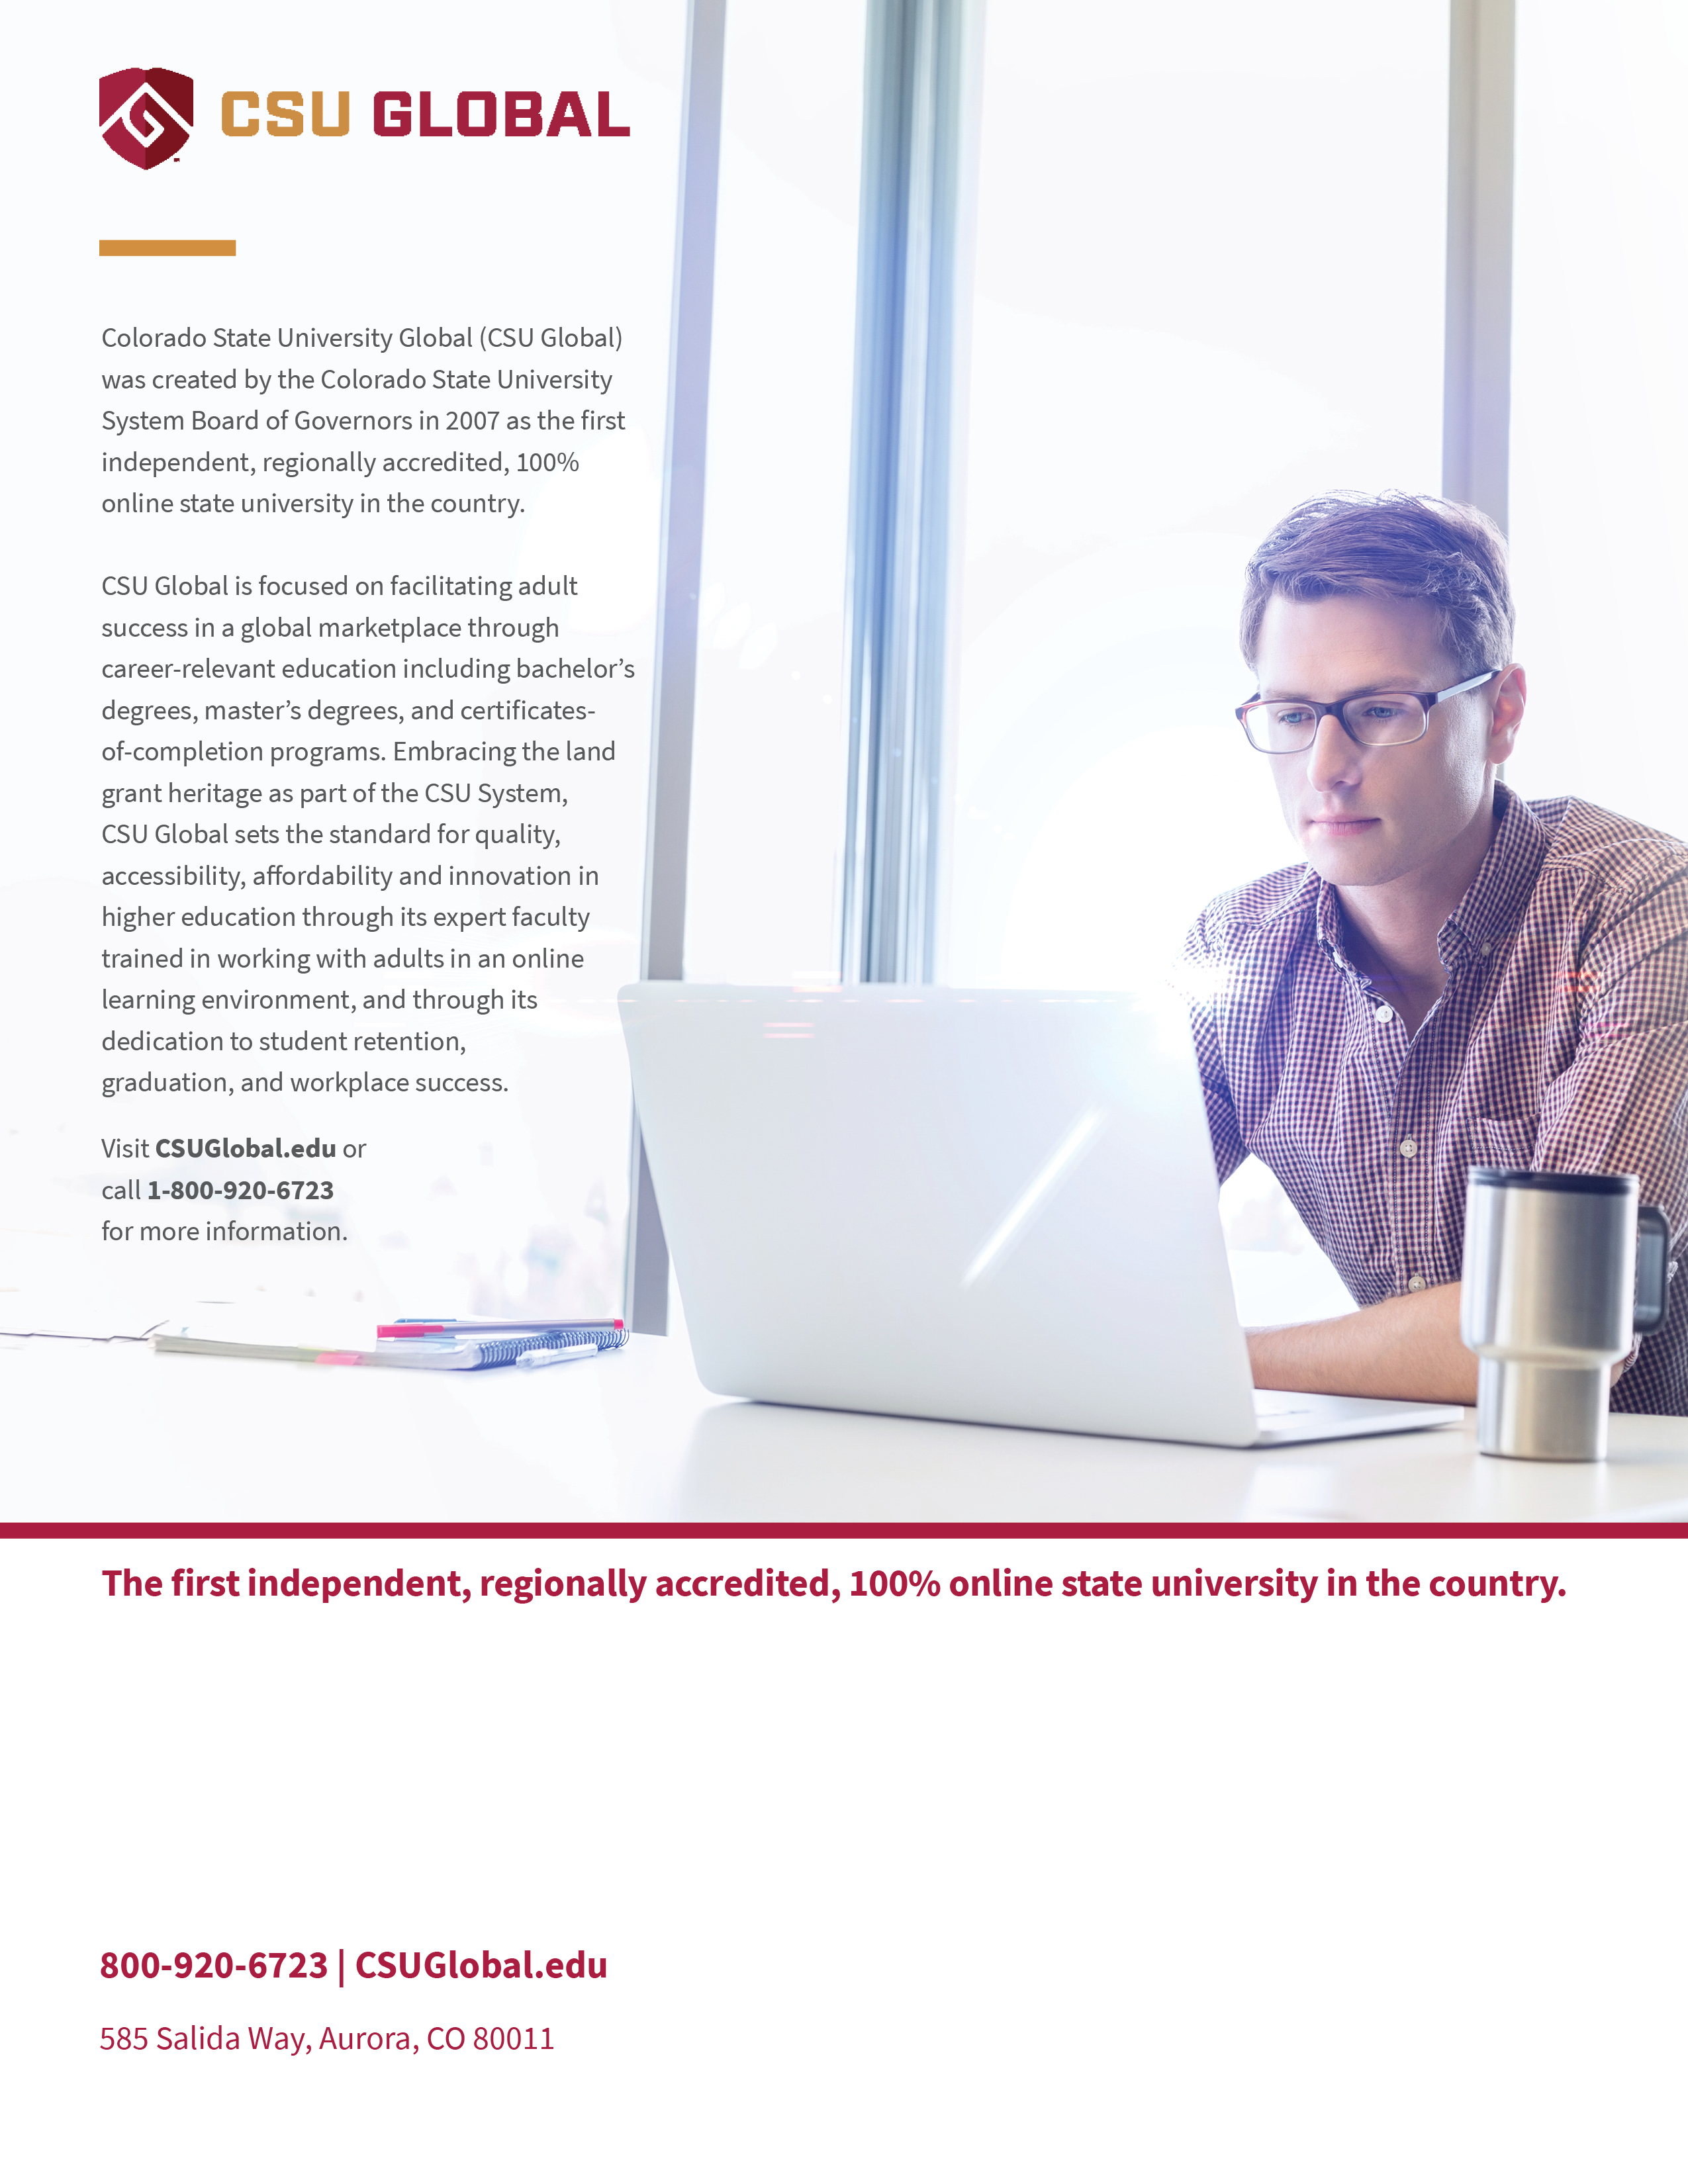 CSU GLOBAL
Colorado State University Global (CSU Global)
was created by the Colorado State University
System Board of Governors in 2007 as the first
independent, regionally accredited, 100%
online state university in the country.
CSU Global is focused on facilitating adult
success in a global marketplace through
career-relevant education including bachelor’s
degrees, master’s degrees, and certificates-
of-completion programs. Embracing the land
grant heritage as part of the CSU System,
CSU Global sets the standard for quality,
accessibility, affordability and innovation in
higher education through its expert faculty
trained in working with adults in an online
learning environment, and through its
dedication to student retention,
graduation, and workplace success.
Visit CSUGlobal.edu or
call 1-800-920-6723
for more information.
The first independent, regionally accredited, 100% online state university in the country.
800-920-6723 | CSUGlobal.edu
585 Salida Way, Aurora, CO 80011